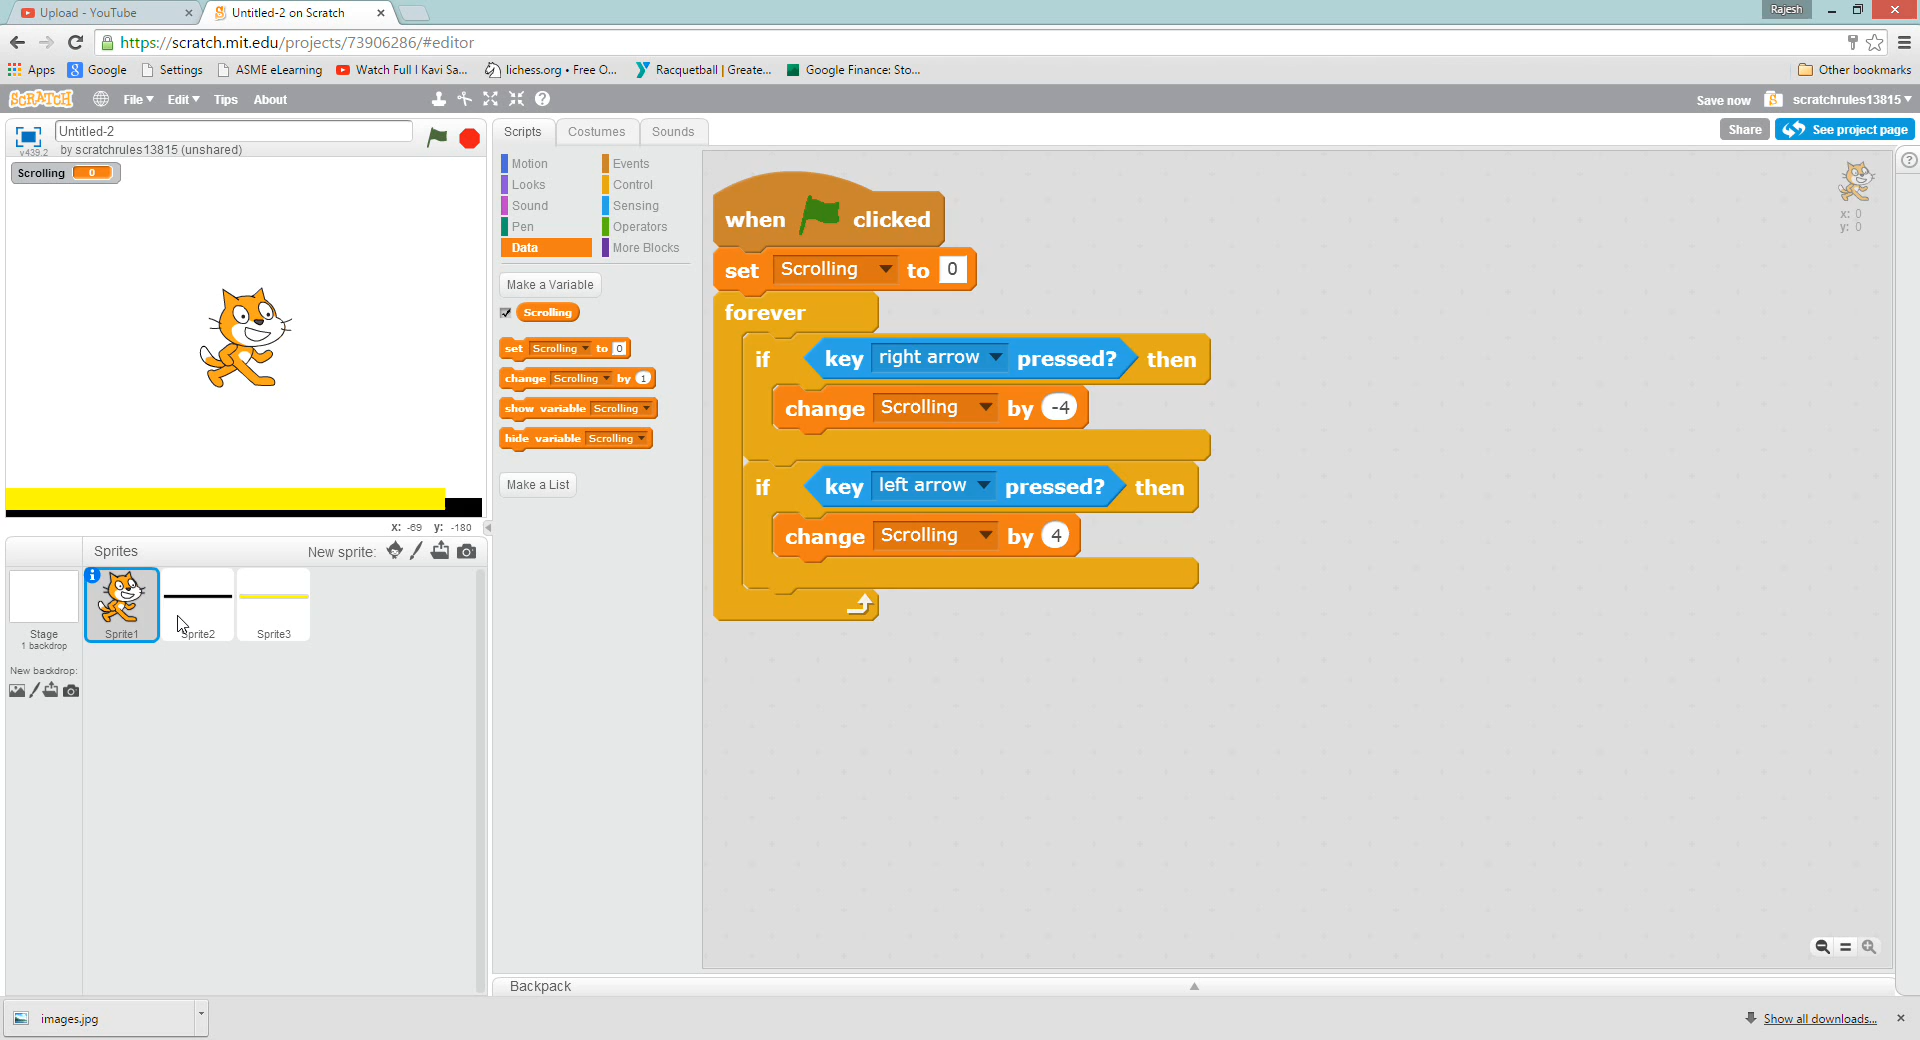 Upload - YouTube
Untitled-2 on Scratch
Rajesh
https://scratch.mit.edu/projects/73906286/#editor
Apps Google Settings ASME eLearning Watch Full I Kavi Sa... lichess.org • Free O... Racquetball | Greate... Google Finance: Sto... Other bookmarks
SCRATCH File Edit Tips About Save now scratchrules13815
Untitled-2
by scratchrules13815 (unshared)
v439.2
Scripts Costumes Sounds Share See project page
Scrolling 0
Motion Events
Looks Control
Sound Sensing
Pen Operators
Data More Blocks
Make a Variable
Scrolling
set Scrolling to 0
change Scrolling by 1
show variable Scrolling
hide variable Scrolling
Make a List
when clicked
set Scrolling to 0
forever
if key right arrow pressed? then
change Scrolling by -4
if key left arrow pressed? then
change Scrolling by 4
x: 0
y: 0
x: -69 y: -180
Sprites New sprite:
Stage
1 backdrop
New backdrop:
Sprite1
Sprite2
Sprite3
Backpack
images.jpg
Show all downloads...